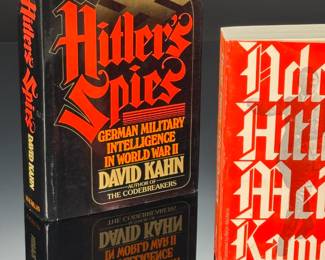 Hitler's Spies
DAVID KAHN
Hitler's
Spies
GERMAN MILITARY
INTELLIGENCE
IN WORLD WAR II
DAVID KAHN
AUTHOR OF
THE CODEBREAKERS
Ado
Hitl
Mei
Kamp